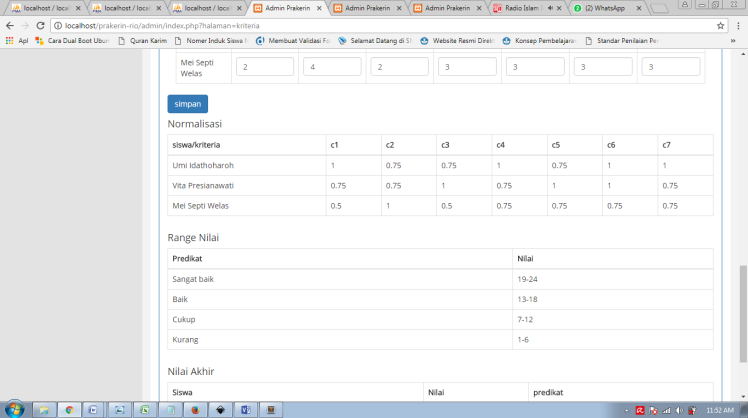 localhost / local
localhost / local
localhost / local
Admin Prakerin
Admin Prakerin
Admin Prakerin
Radio Islam
(2) WhatsApp
localhost/prakerin-rio/admin/index.php?halaman=kriteria
Apl
Cara Dual Boot Ubun
Quran Karim
Nomer Induk Siswa N
Membuat Validasi Fo
Selamat Datang di SI
Website Resmi Direkt
Konsep Pembelajaran
Standar Penilaian Pe
Mei Septi
Welas
2 4 2 3 3 3 3
simpan
Normalisasi
siswa/kriteria c1 c2 c3 c4 c5 c6 c7
Umi Idathoharoh 1 0.75 0.75 1 0.75 1 1
Vita Presianawati 0.75 0.75 1 0.75 1 1 0.75
Mei Septi Welas 0.5 1 0.5 0.75 0.75 0.75 0.75
Range Nilai
Predikat Nilai
Sangat baik 19-24
Baik 13-18
Cukup 7-12
Kurang 1-6
Nilai Akhir
Siswa Nilai predikat
11:52 AM